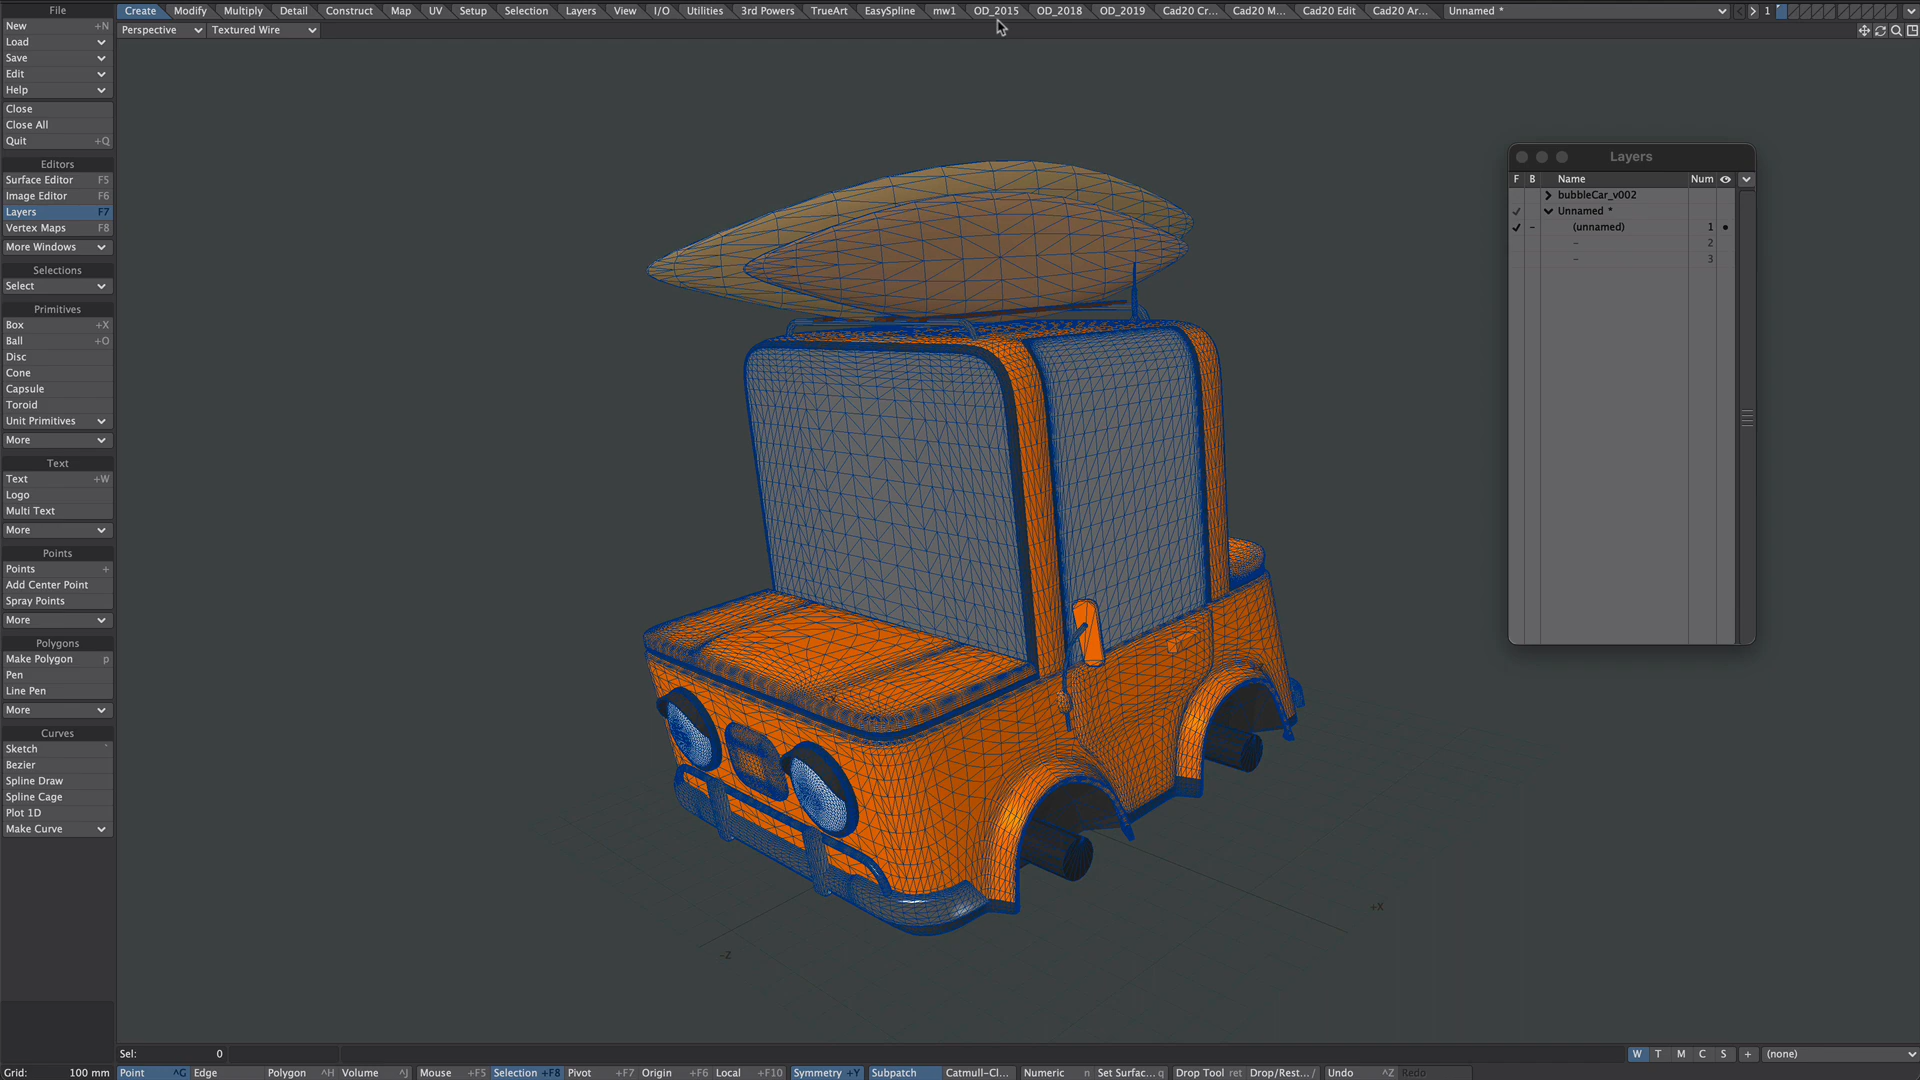 File
Create Modify Multiply Detail Construct Map UV Setup Selection Layers View I/O Utilities 3rd Powers TrueArt EasySpline mw1 OD_2015 OD_2018 OD_2019 Cad20 Cr... Cad20 M... Cad20 Edit Cad20 Ar... Unnamed * 1
New +N
Perspective Textured Wire
Load
Save
Edit
Help
Close
Close All
Quit +Q
Editors
Surface Editor F5
Image Editor F6
Layers F7
Vertex Maps F8
More Windows
Selections
Select
Primitives
Box +X
Ball +O
Disc
Cone
Capsule
Toroid
Unit Primitives
More
Text
Text +W
Logo
Multi Text
More
Points
Points +
Add Center Point
Spray Points
More
Polygons
Make Polygon p
Pen
Line Pen
More
Curves
Sketch `
Bezier
Spline Draw
Spline Cage
Plot 1D
Make Curve
Layers
F B Name Num
bubbleCar_v002
Unnamed *
(unnamed) 1
– 2
– 3
+X
-Z
Sel: 0
W T M C S + (none)
Grid: 100 mm Point ^G Edge Polygon ^H Volume ^J Mouse +F5 Selection +F8 Pivot +F7 Origin +F6 Local +F10 Symmetry +Y Subpatch Catmull-Cl... Numeric n Set Surfac... q Drop Tool ret Drop/Rest... / Undo ^Z Redo